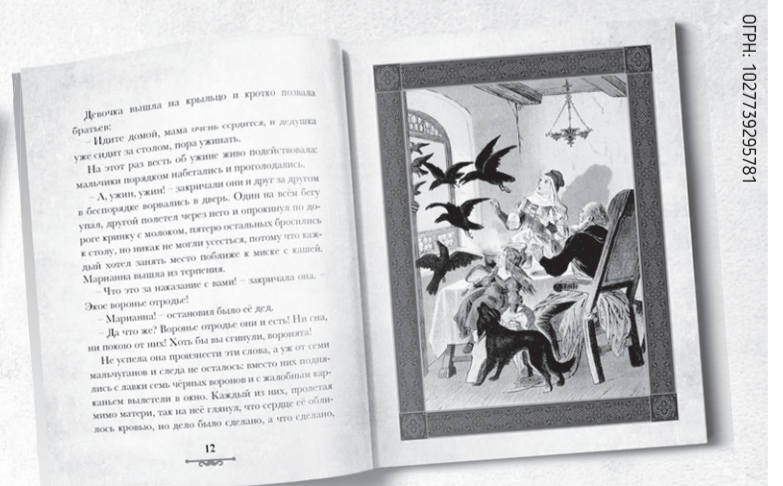 Девочка вышла на крыльцо и кротко позвала
братьев:
– Идите домой, мама очень сердится, и дедушка
уже сидит за столом, пора ужинать.
На этот раз весть об ужине живо подействовала:
мальчики порядком набегались и проголодались.
– А, ужин, ужин! – закричали они и друг за другом
в беспорядке ворвались в дверь. Один на всём бегу
упал, другой полетел через него и опрокинул по до-
роге кринку с молоком, пятеро остальных бросились
к столу, но никак не могли усесться, потому что каж-
дый хотел занять место поближе к миске с кашей.
Марианна вышла из терпения.
– Что это за наказание с вами! – закричала она. –
Экое воронье отродье!
– Марианна! – остановил было её дед.
– Да что же? Воронье отродье они и есть! Ни сна,
ни покою от них! Хоть бы вы сгинули, воронята!
Не успела она произнести эти слова, а уж от семи
мальчуганов и следа не осталось: вместо них подня-
лись с лавки семь чёрных воронов и с жалобным кар-
каньем вылетели в окно. Каждый из них, пролетая
мимо матери, так на неё глянул, что сердце её обли-
лось кровью, но дело было сделано, а что сделано,
12
ОГРН: 1027739295781